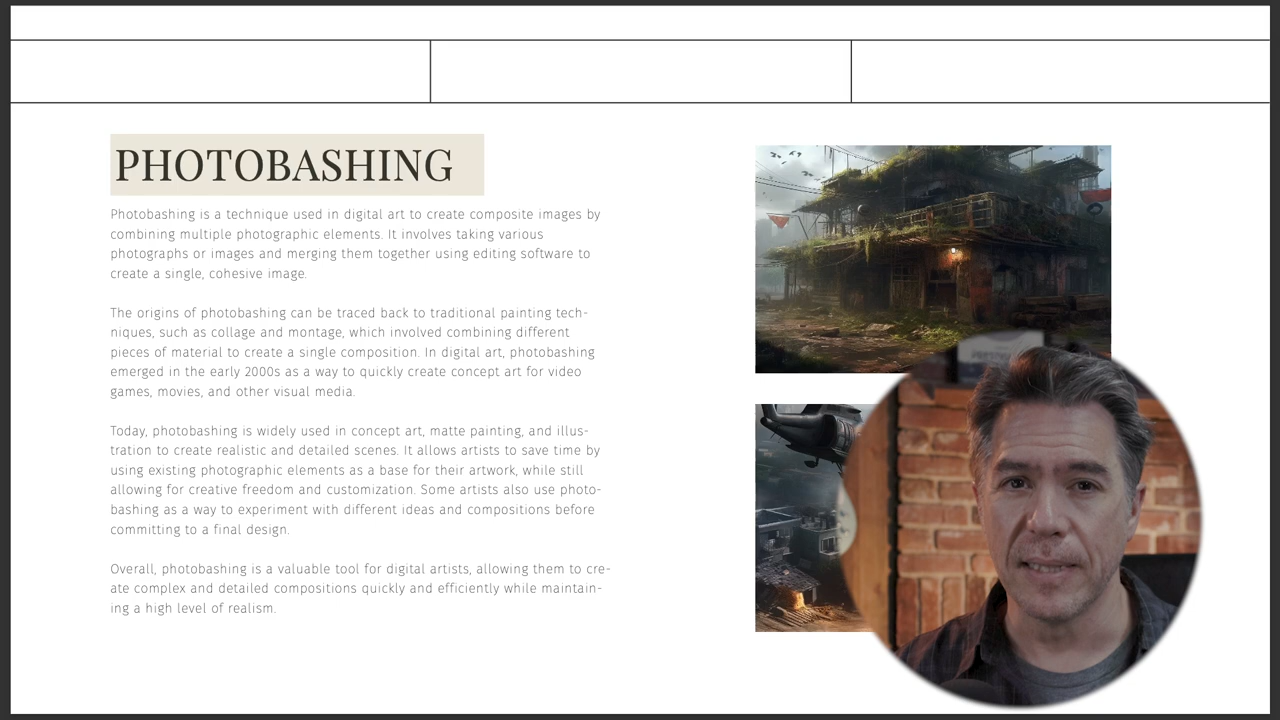 PHOTOBASHING
Photobashing is a technique used in digital art to create composite images by
combining multiple photographic elements. It involves taking various
photographs or images and merging them together using editing software to
create a single, cohesive image.
The origins of photobashing can be traced back to traditional painting tech-
niques, such as collage and montage, which involved combining different
pieces of material to create a single composition. In digital art, photobashing
emerged in the early 2000s as a way to quickly create concept art for video
games, movies, and other visual media.
Today, photobashing is widely used in concept art, matte painting, and illus-
tration to create realistic and detailed scenes. It allows artists to save time by
using existing photographic elements as a base for their artwork, while still
allowing for creative freedom and customization. Some artists also use photo-
bashing as a way to experiment with different ideas and compositions before
committing to a final design.
Overall, photobashing is a valuable tool for digital artists, allowing them to cre-
ate complex and detailed compositions quickly and efficiently while maintain-
ing a high level of realism.